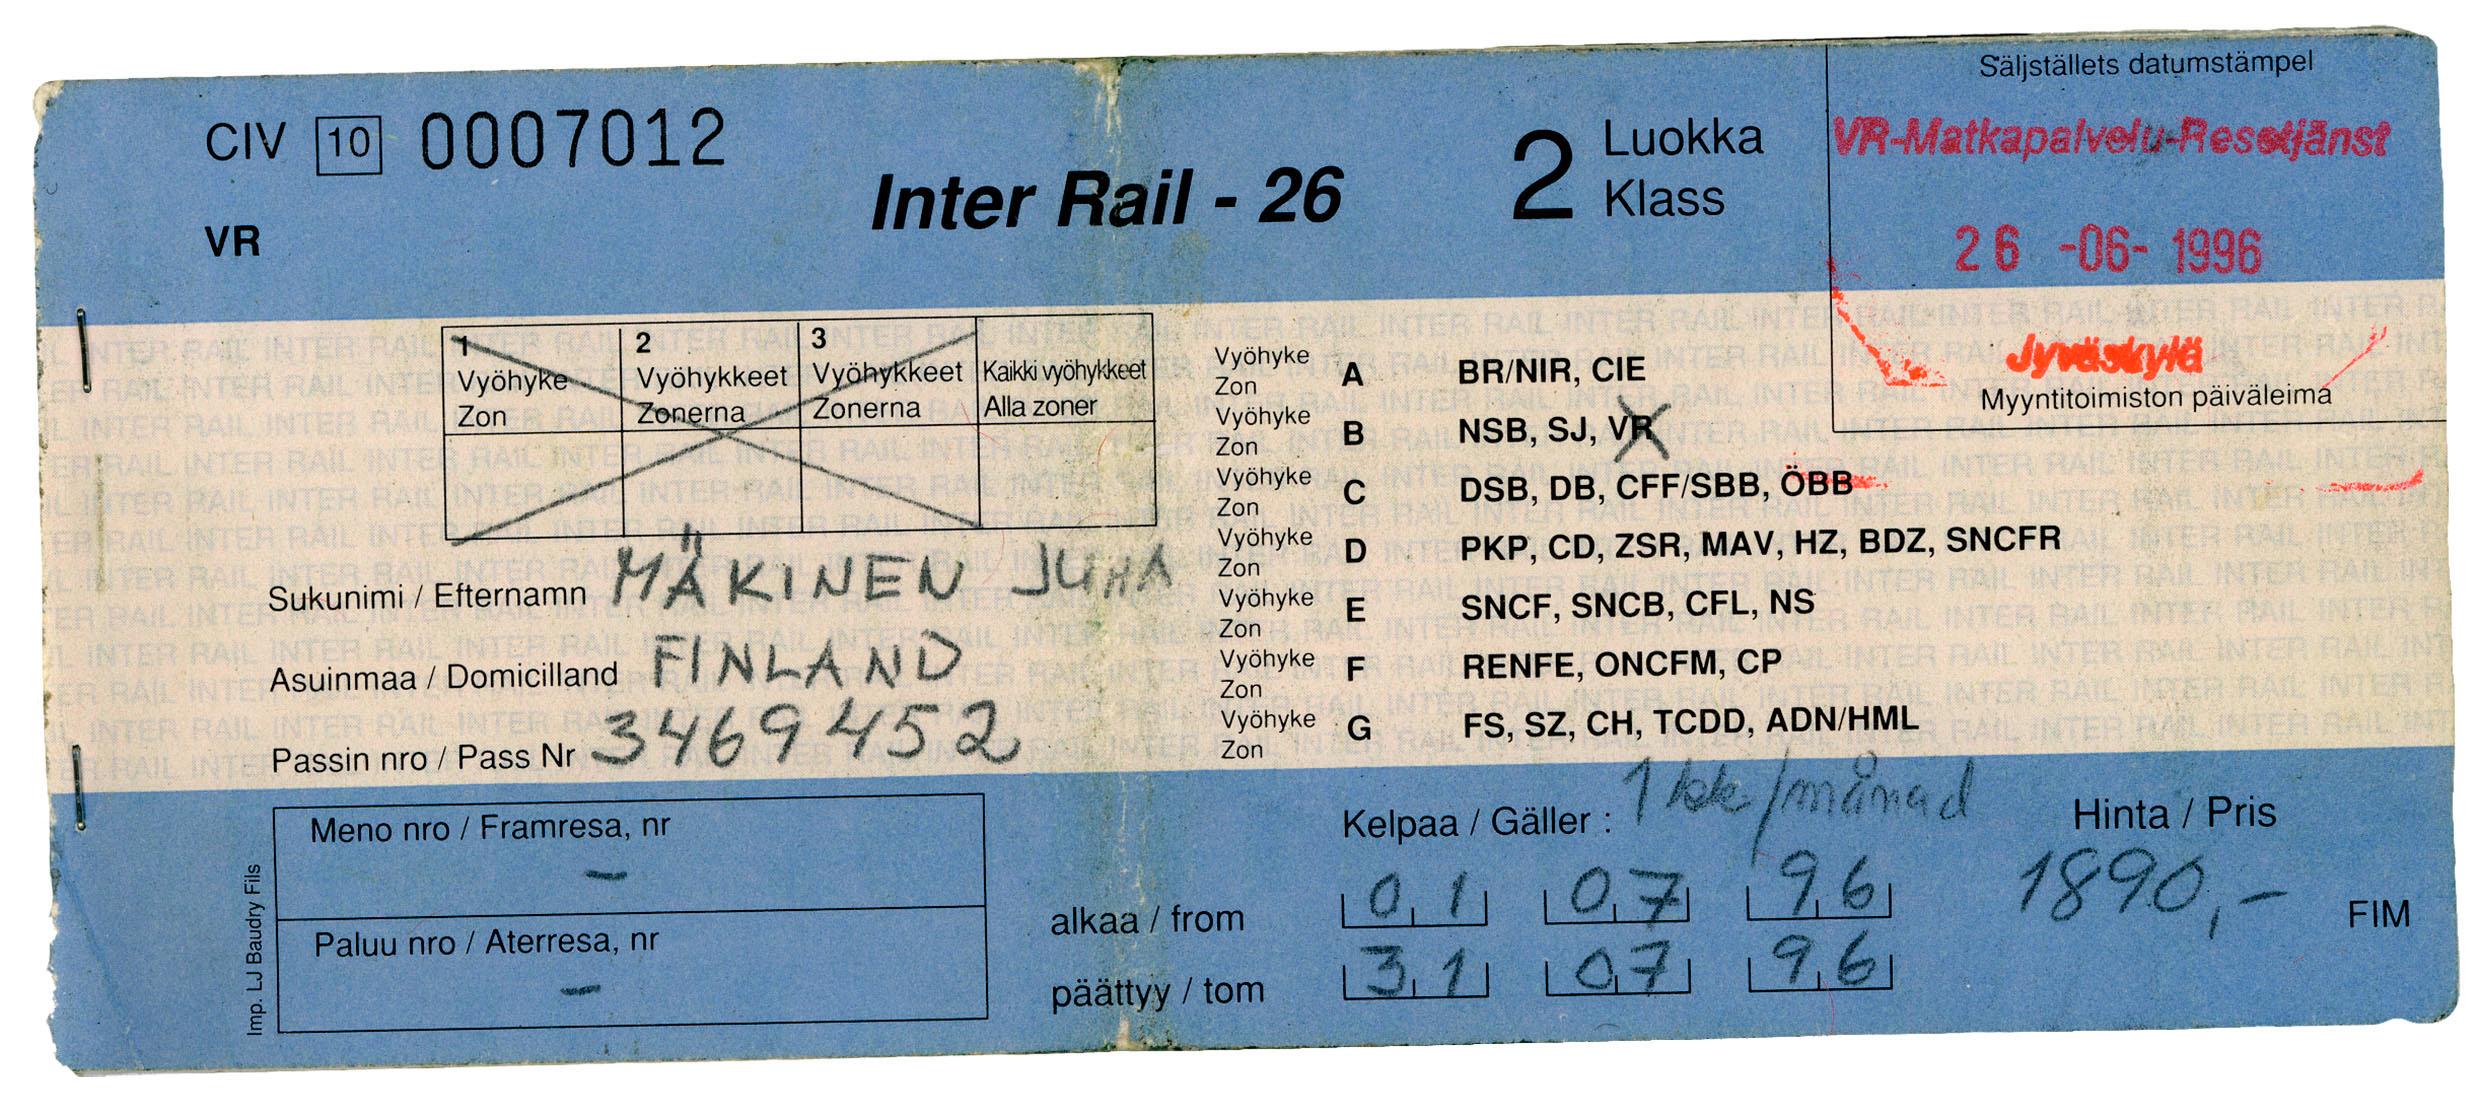 Säljställets datumstämpel
CIV 10 0007012
VR
Inter Rail - 26
2 Luokka
Klass
VR-Matkapalvelu-Resetjänst
26 -06- 1996
Jyväskylä
Myyntitoimiston päiväleima
1
Vyöhyke
Zon
2
Vyöhykkeet
Zonerna
3
Vyöhykkeet
Zonerna
Kaikki vyöhykkeet
Alla zoner
Vyöhyke
Zon
A BR/NIR, CIE
Vyöhyke
Zon
B NSB, SJ, VR
Vyöhyke
Zon
C DSB, DB, CFF/SBB, ÖBB
Vyöhyke
Zon
D PKP, CD, ZSR, MAV, HZ, BDZ, SNCFR
Vyöhyke
Zon
E SNCF, SNCB, CFL, NS
Vyöhyke
Zon
F RENFE, ONCFM, CP
Vyöhyke
Zon
G FS, SZ, CH, TCDD, ADN/HML
Sukunimi / Efternamn MÄKINEN JUHA
Asuinmaa / Domicilland FINLAND
Passin nro / Pass Nr 3469452
Meno nro / Framresa, nr
–
Paluu nro / Aterresa, nr
–
Imp. LJ Baudry Fils
Kelpaa / Gäller : 1 kk/månad
alkaa / from 01 07 96
päättyy / tom 31 07 96
Hinta / Pris
1890,-
FIM